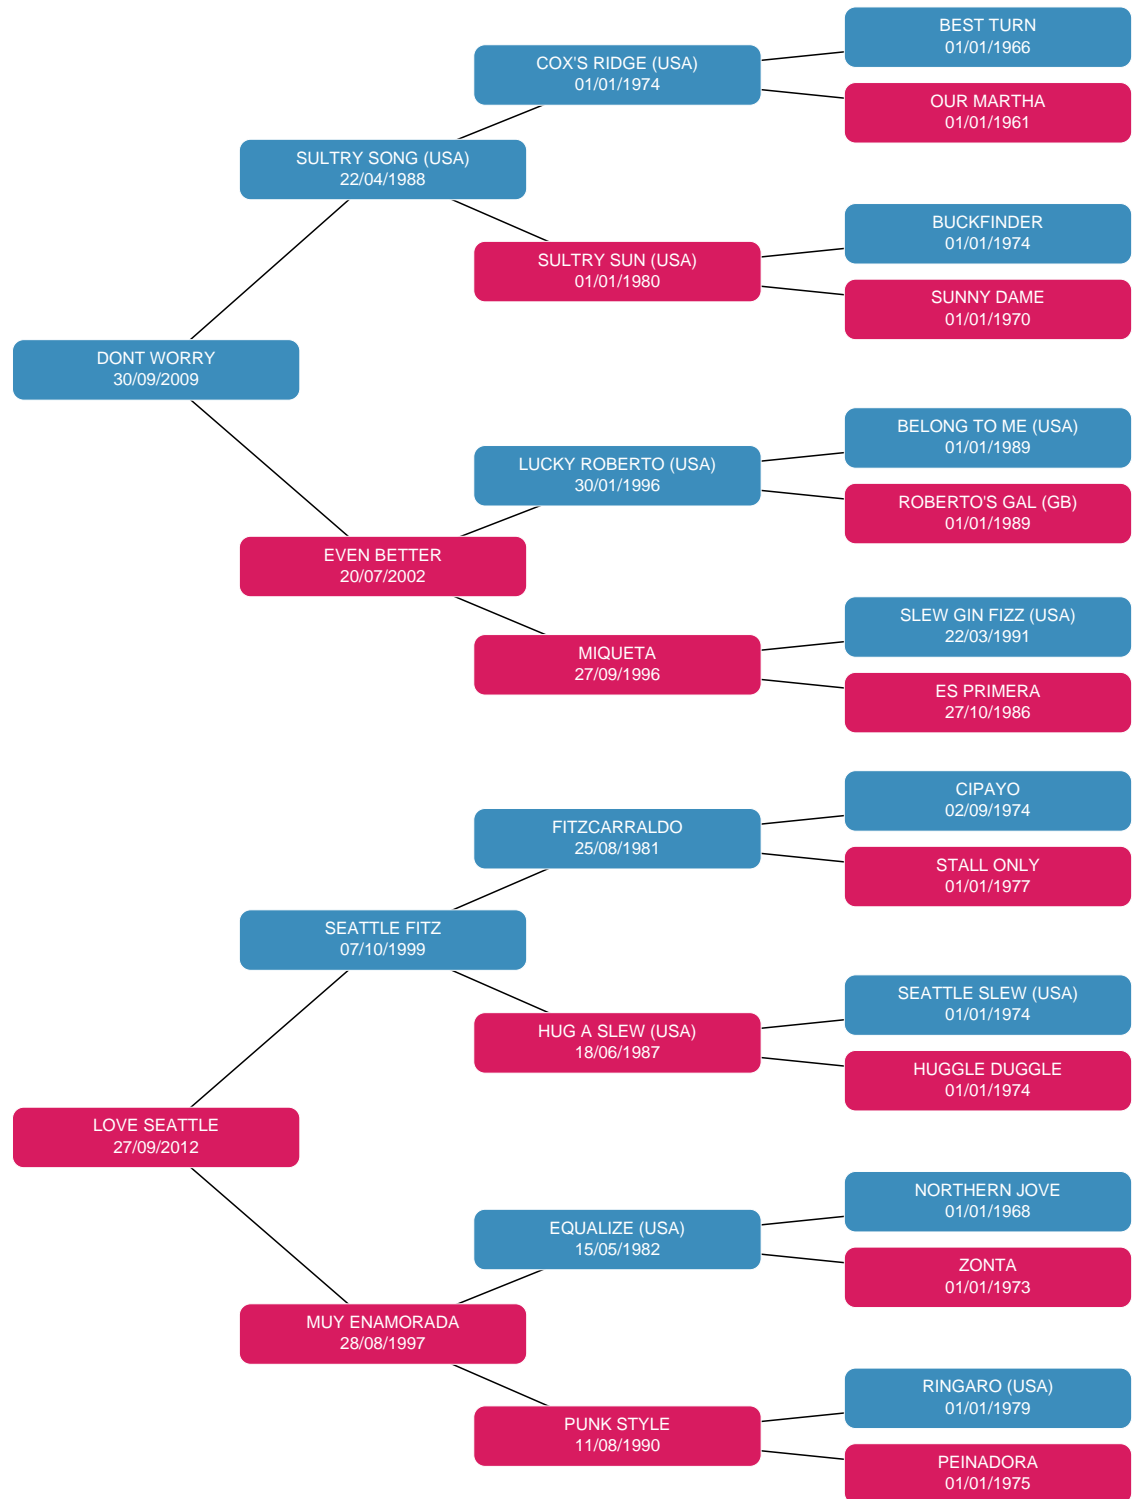 BEST TURN
01/01/1966
COX'S RIDGE (USA)
01/01/1974
OUR MARTHA
01/01/1961
SULTRY SONG (USA)
22/04/1988
BUCKFINDER
01/01/1974
SULTRY SUN (USA)
01/01/1980
SUNNY DAME
01/01/1970
DONT WORRY
30/09/2009
BELONG TO ME (USA)
01/01/1989
LUCKY ROBERTO (USA)
30/01/1996
ROBERTO'S GAL (GB)
01/01/1989
EVEN BETTER
20/07/2002
SLEW GIN FIZZ (USA)
22/03/1991
MIQUETA
27/09/1996
ES PRIMERA
27/10/1986
CIPAYO
02/09/1974
FITZCARRALDO
25/08/1981
STALL ONLY
01/01/1977
SEATTLE FITZ
07/10/1999
SEATTLE SLEW (USA)
01/01/1974
HUG A SLEW (USA)
18/06/1987
HUGGLE DUGGLE
01/01/1974
LOVE SEATTLE
27/09/2012
NORTHERN JOVE
01/01/1968
EQUALIZE (USA)
15/05/1982
ZONTA
01/01/1973
MUY ENAMORADA
28/08/1997
RINGARO (USA)
01/01/1979
PUNK STYLE
11/08/1990
PEINADORA
01/01/1975